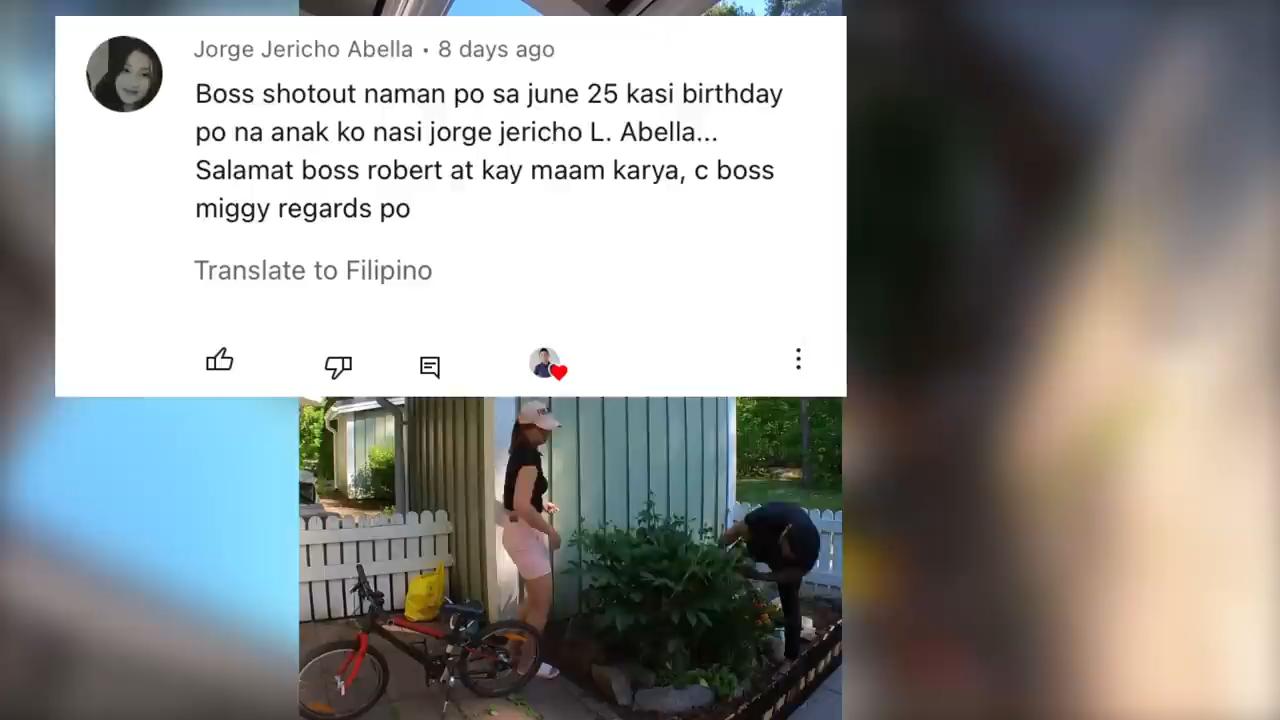 Jorge Jericho Abella • 8 days ago
Boss shotout naman po sa june 25 kasi birthday
po na anak ko nasi jorge jericho L. Abella...
Salamat boss robert at kay maam karya, c boss
miggy regards po
Translate to Filipino